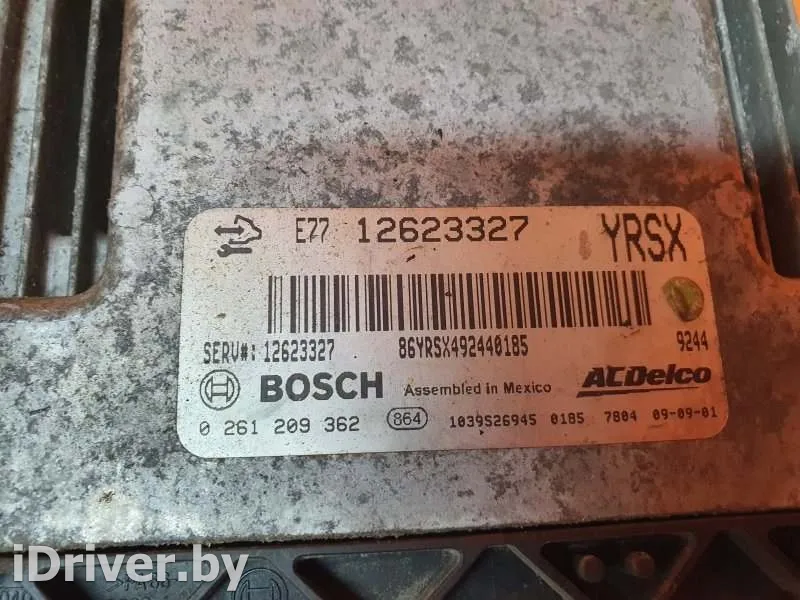 E77 12623327 YRSX
SERV#: 12623327 86YRSX492440185 9244
BOSCH Assembled in Mexico ACDelco
0 261 209 362 864 1039S26945 0185 7804 09-09-01
iDriver.by